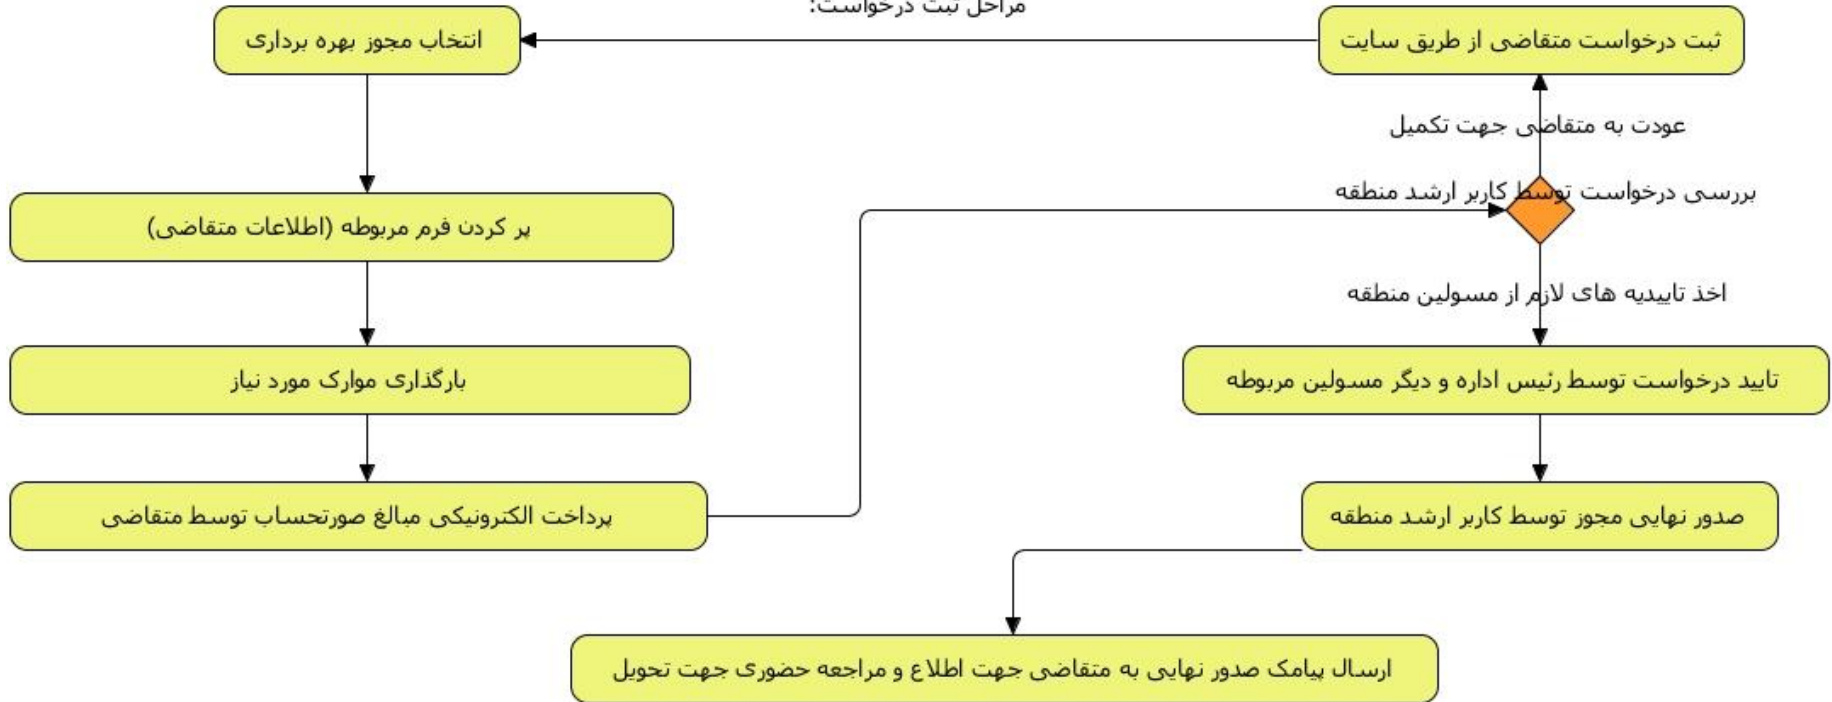 مراحل ثبت درخواست:
ثبت درخواست متقاضی از طریق سایت
انتخاب مجوز بهره برداری
عودت به متقاضی جهت تکمیل
بررسی درخواست توسط کاربر ارشد منطقه
پر کردن فرم مربوطه (اطلاعات متقاضی)
اخذ تاییدیه های لازم از مسولین منطقه
تایید درخواست توسط رئیس اداره و دیگر مسولین مربوطه
بارگذاری موارک مورد نیاز
صدور نهایی مجوز توسط کاربر ارشد منطقه
پرداخت الکترونیکی مبالغ صورتحساب توسط متقاضی
ارسال پیامک صدور نهایی به متقاضی جهت اطلاع و مراجعه حضوری جهت تحویل